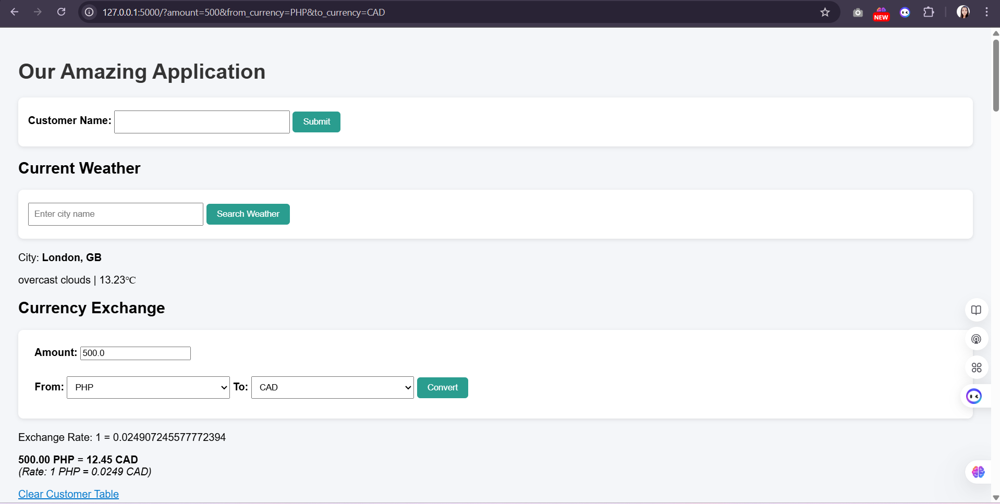 127.0.0.1:5000/?amount=500&from_currency=PHP&to_currency=CAD
NEW
Our Amazing Application
Customer Name: Submit
Current Weather
Enter city name Search Weather
City: London, GB
overcast clouds | 13.23℃
Currency Exchange
Amount: 500.0
From: PHP To: CAD Convert
Exchange Rate: 1 = 0.024907245577772394
500.00 PHP = 12.45 CAD
(Rate: 1 PHP = 0.0249 CAD)
Clear Customer Table